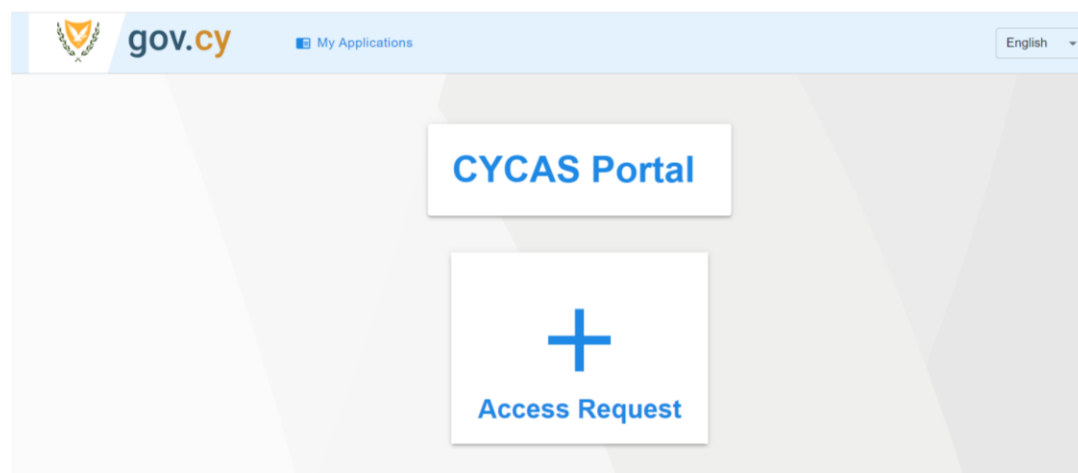 gov.cy
My Applications
English
CYCAS Portal
Access Request